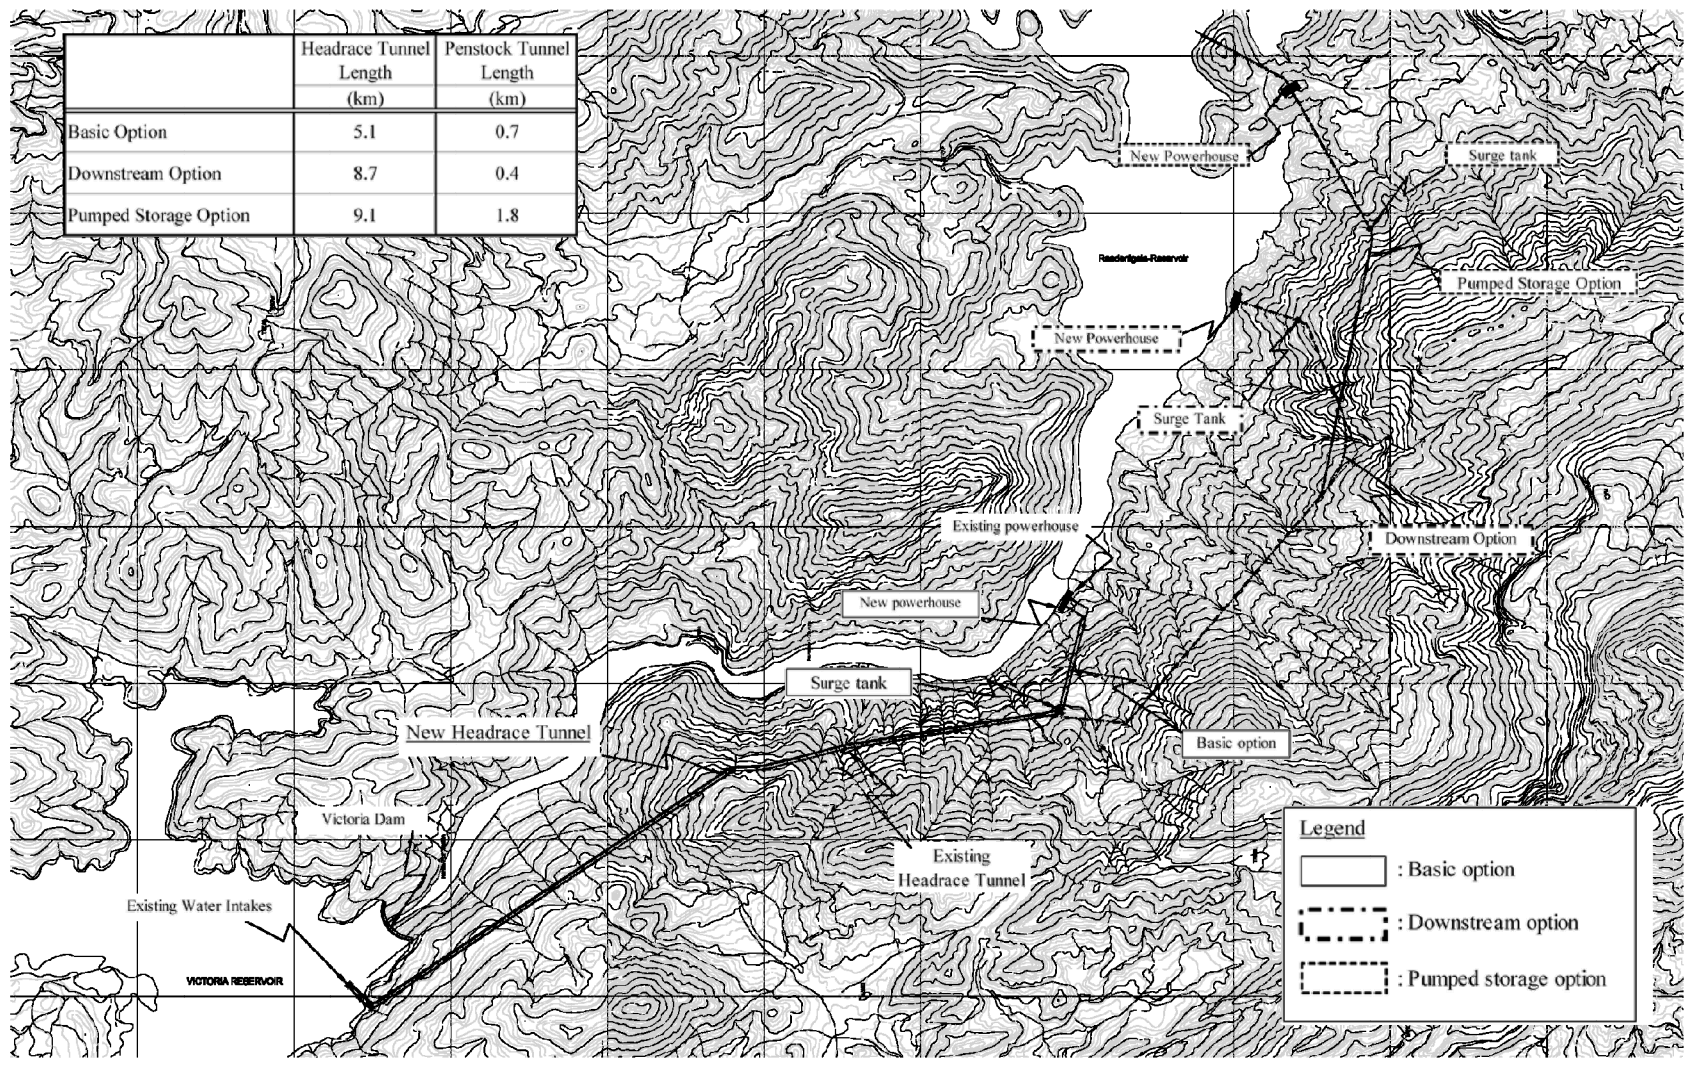 Headrace Tunnel Length (km)
Penstock Tunnel Length (km)
Basic Option 5.1 0.7
Downstream Option 8.7 0.4
Pumped Storage Option 9.1 1.8
New Powerhouse
Surge tank
Pumped Storage Option
New Powerhouse
Surge Tank
Existing powerhouse
Downstream Option
New powerhouse
Surge tank
New Headrace Tunnel
Basic option
Victoria Dam
Existing
Headrace Tunnel
Existing Water Intakes
VICTORIA RESERVOIR
Legend
: Basic option
: Downstream option
: Pumped storage option